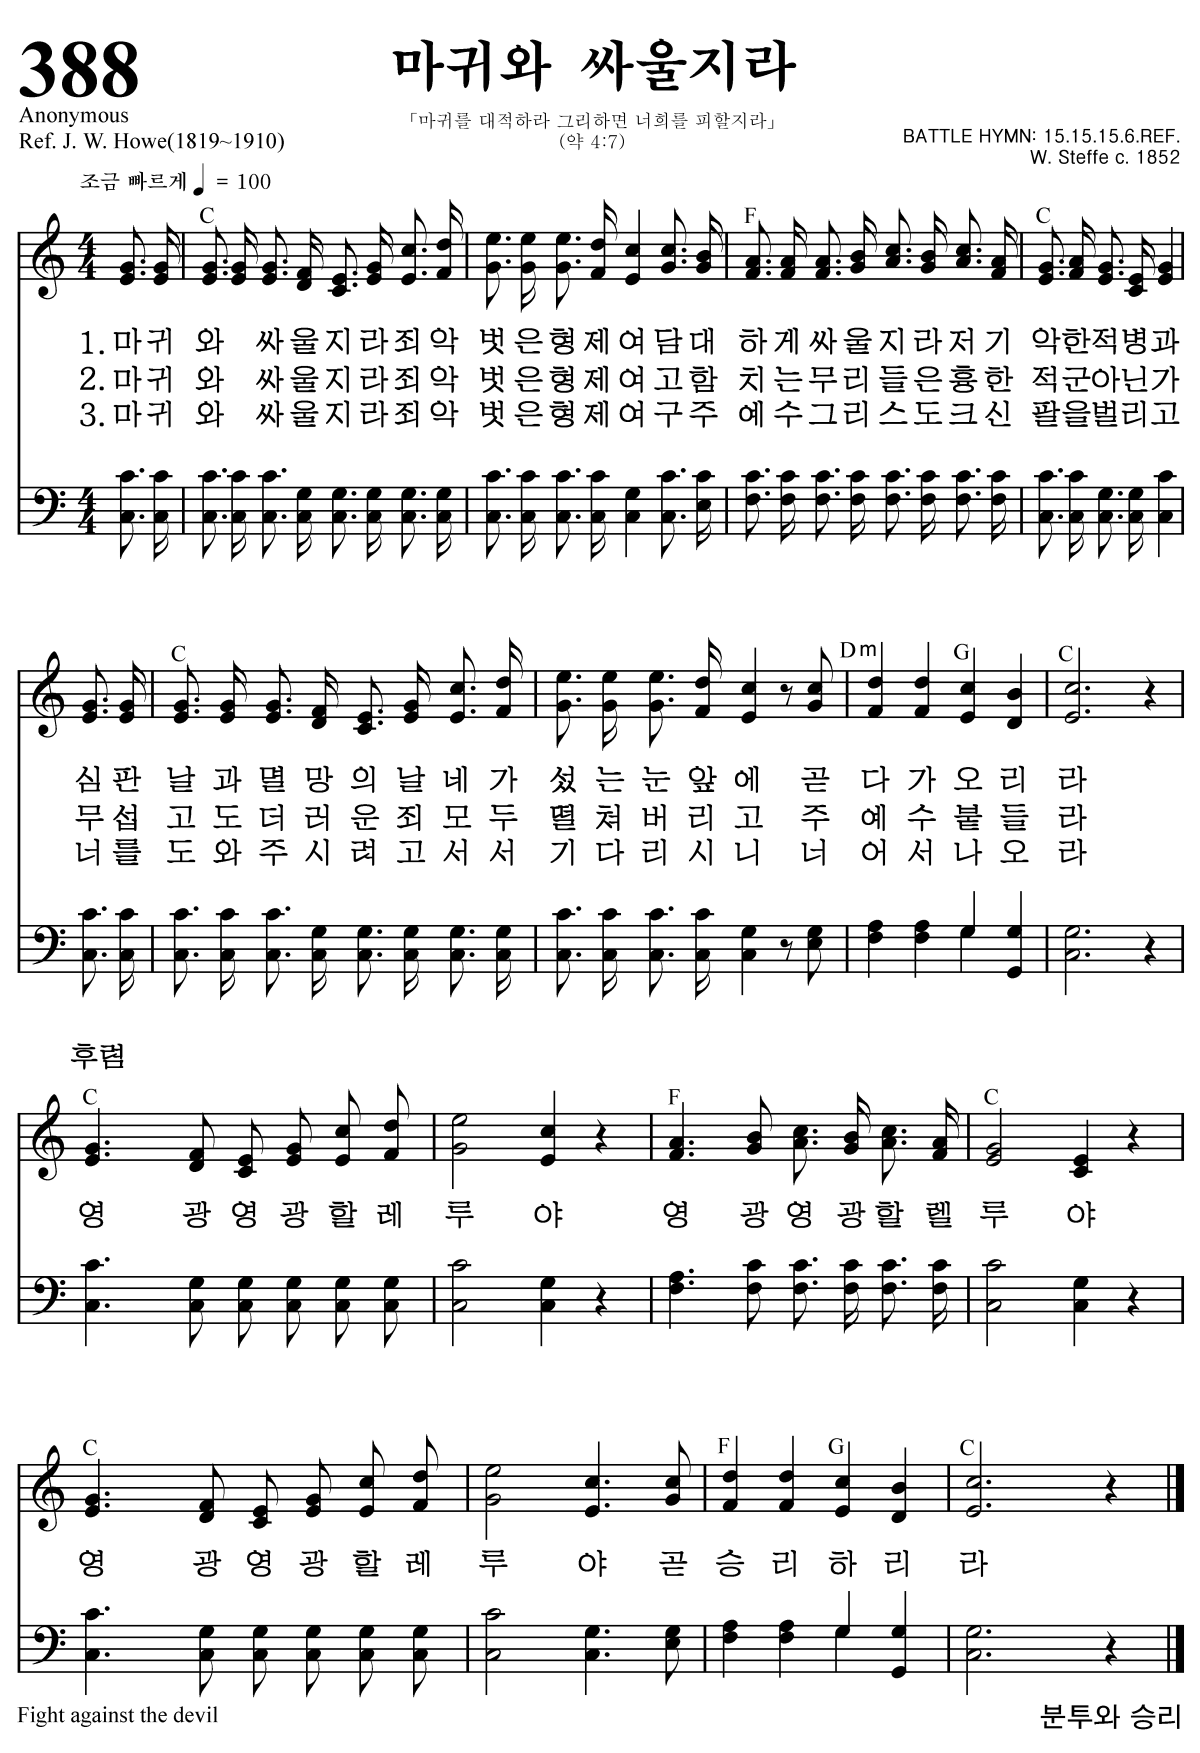 388
마귀와 싸울지라
Anonymous
「마귀를 대적하라 그리하면 너희를 피할지라」
Ref. J. W. Howe(1819~1910)
(약 4:7)
BATTLE HYMN: 15.15.15.6.REF.
W. Steffe c. 1852
조금 빠르게 ♩ = 100
C F C
1. 마귀 와 싸울지라죄악 벗은형제여담대 하게싸울지라저기 악한적병과
2. 마귀 와 싸울지라죄악 벗은형제여고함 치는무리들은흉한 적군아닌가
3. 마귀 와 싸울지라죄악 벗은형제여구주 예수그리스도크신 팔을벌리고
C Dm G C
심판 날과멸망의날네가 섰는눈앞에 곧 다가오리 라
무섭 고도더러운죄모두 멸쳐버리고 주 예수붙들 라
너를 도와주시려고서서 기다리시니 너 어서나오 라
후렴
C F C
영 광영광할레 루 야 영 광영광할렐 루 야
C F G C
영 광영광할레 루 야 곧 승리하리 라
Fight against the devil
분투와 승리